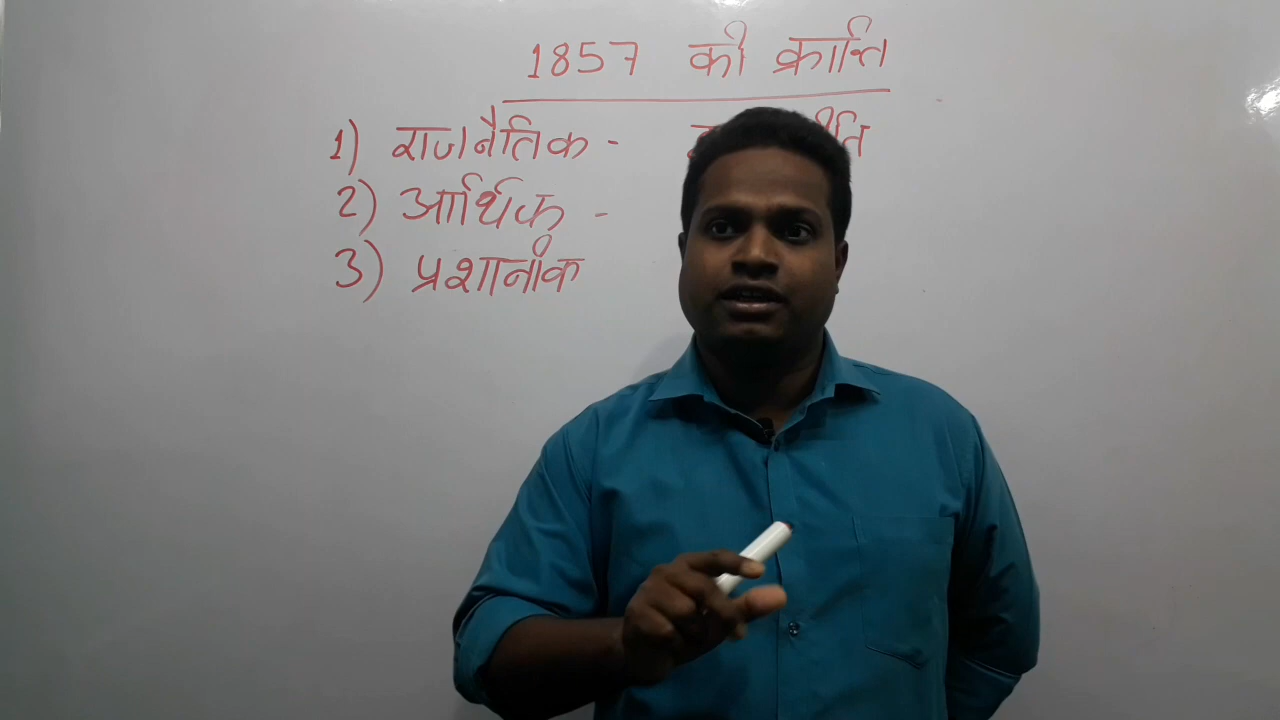 1857 की क्रान्ति
1) राजनैतिक -
2) आर्थिक -
3) प्रशानीक